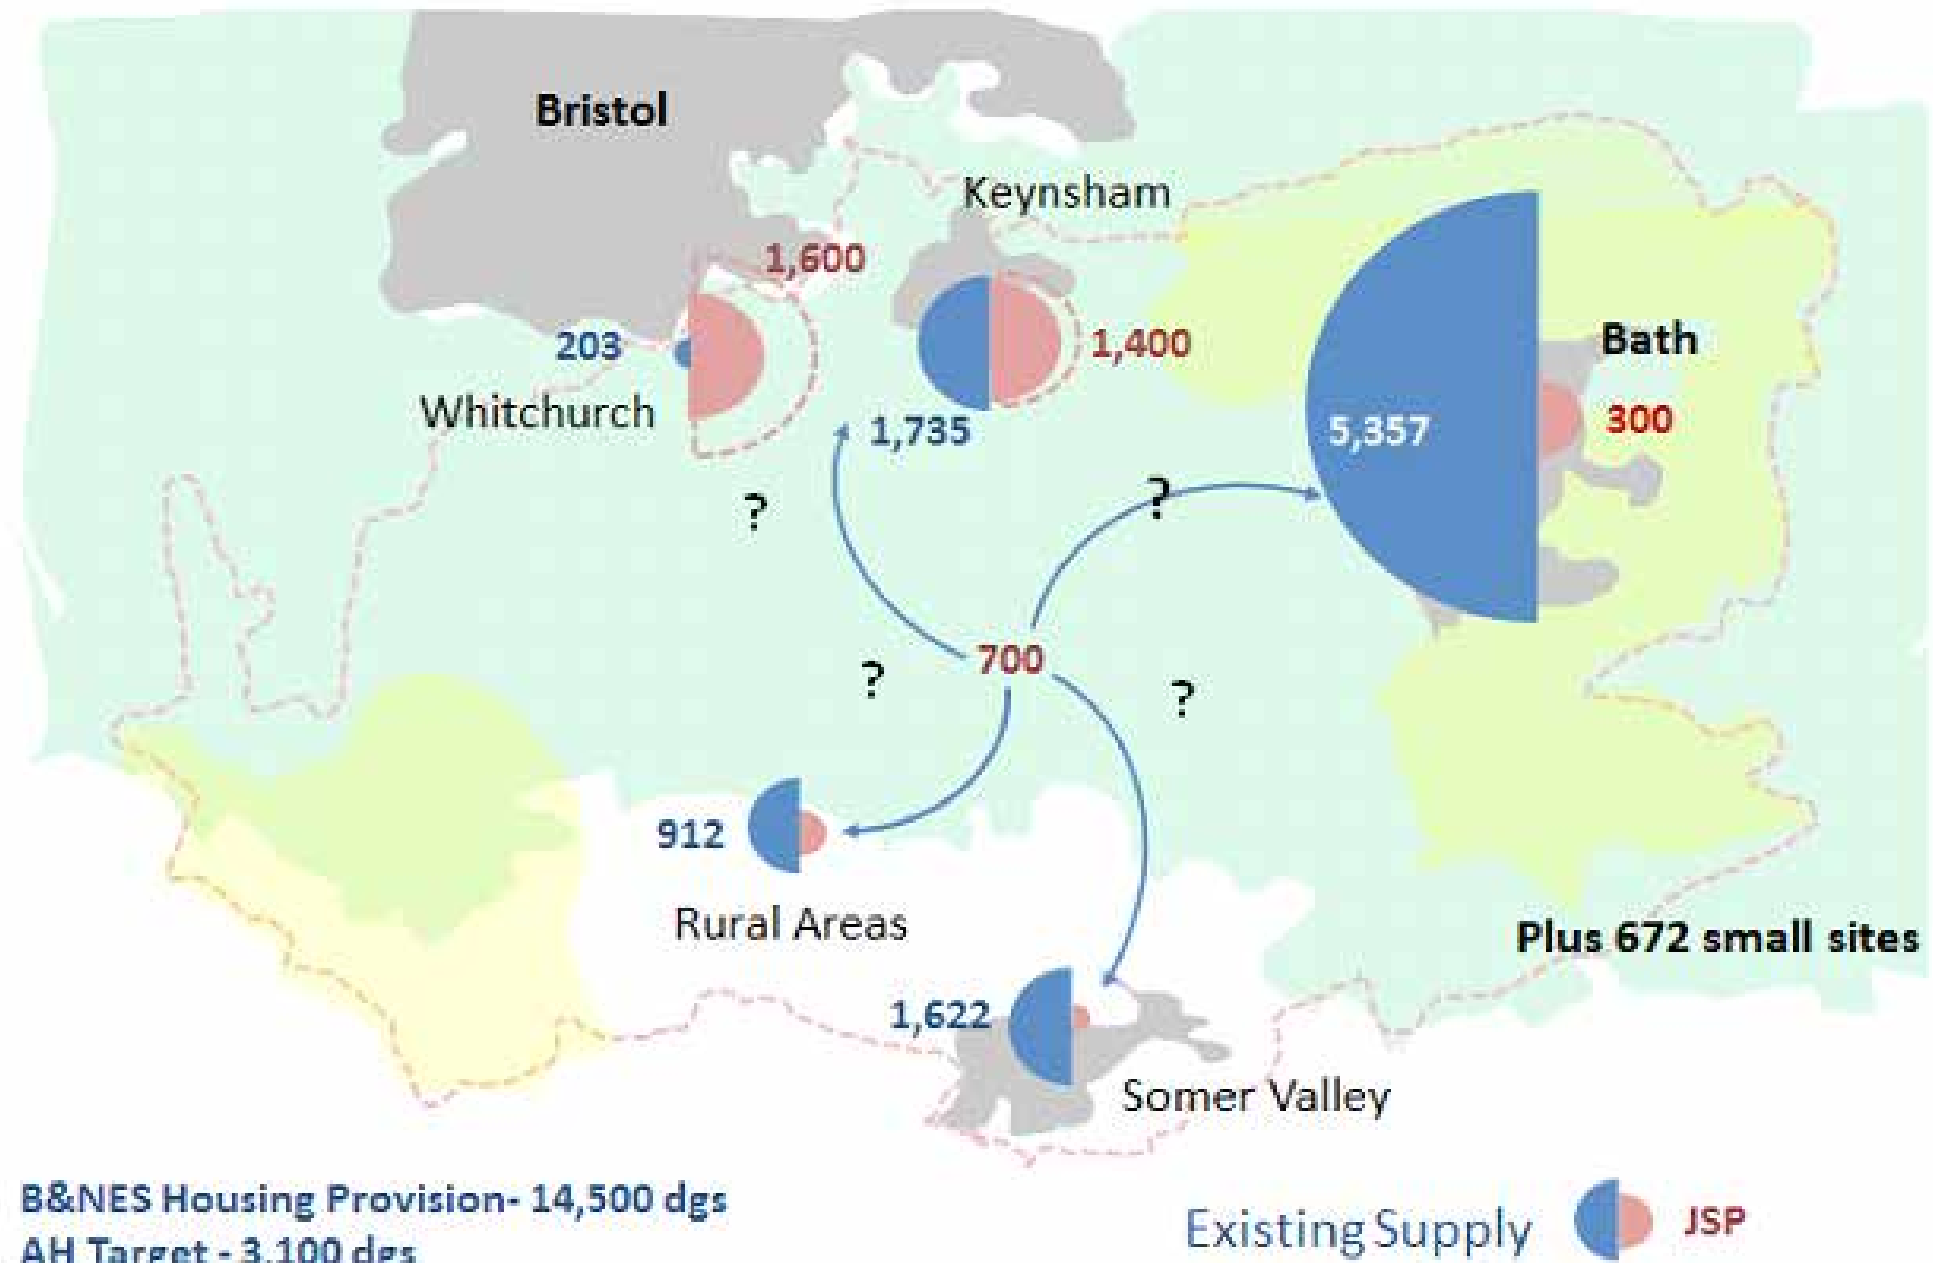 Bristol
Keynsham
1,600
203
1,400
Bath
Whitchurch
1,735
5,357
300
?
?
700
?
?
912
Rural Areas
Plus 672 small sites
1,622
Somer Valley
B&NES Housing Provision- 14,500 dgs
Existing Supply
JSP
AH Target - 3,100 dgs